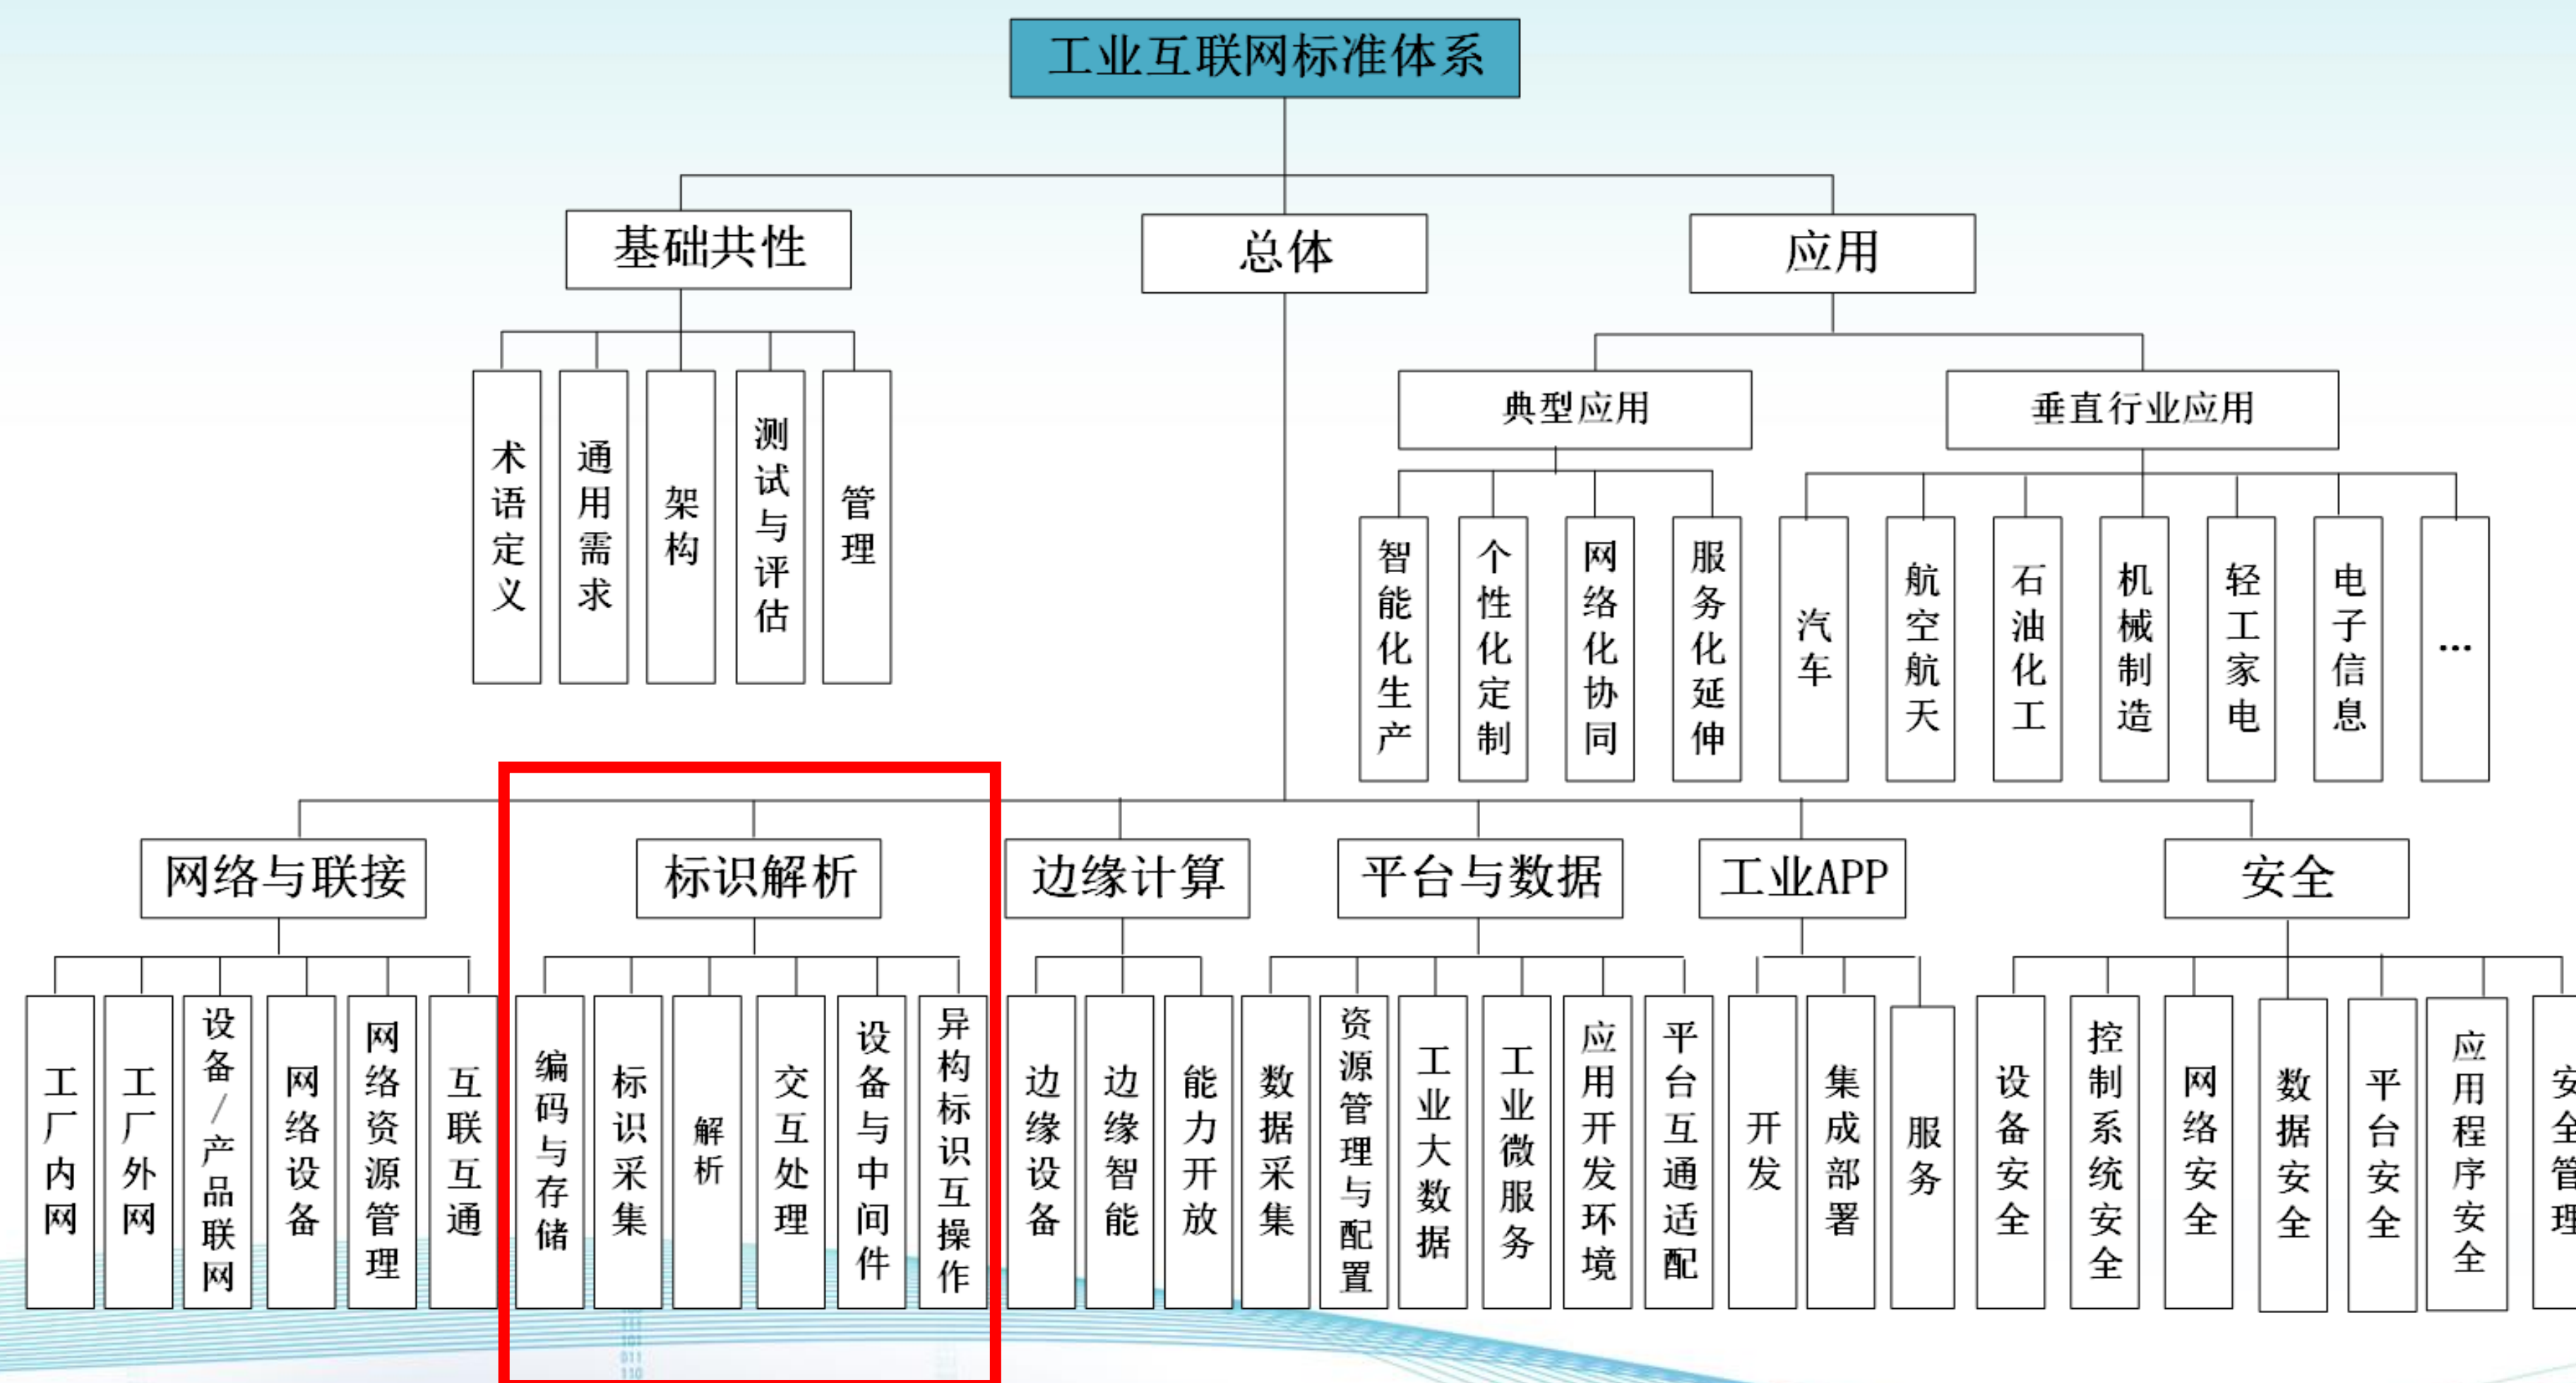 工业互联网标准体系
基础共性
总体
应用
典型应用
垂直行业应用
术语定义
通用需求
架构
测试与评估
管理
智能化生产
个性化定制
网络化协同
服务化延伸
汽车
航空航天
石油化工
机械制造
轻工家电
电子信息
...
网络与联接
标识解析
边缘计算
平台与数据
工业APP
安全
工厂内网
工厂外网
设备/产品联网
网络设备
网络资源管理
互联互通
编码与存储
标识采集
解析
交互处理
设备与中间件
异构标识互操作
边缘设备
边缘智能
能力开放
数据采集
资源管理与配置
工业大数据
工业微服务
应用开发环境
平台互通适配
开发
集成部署
服务
设备安全
控制系统安全
网络安全
数据安全
平台安全
应用程序安全
安全管理
111
101
011
110